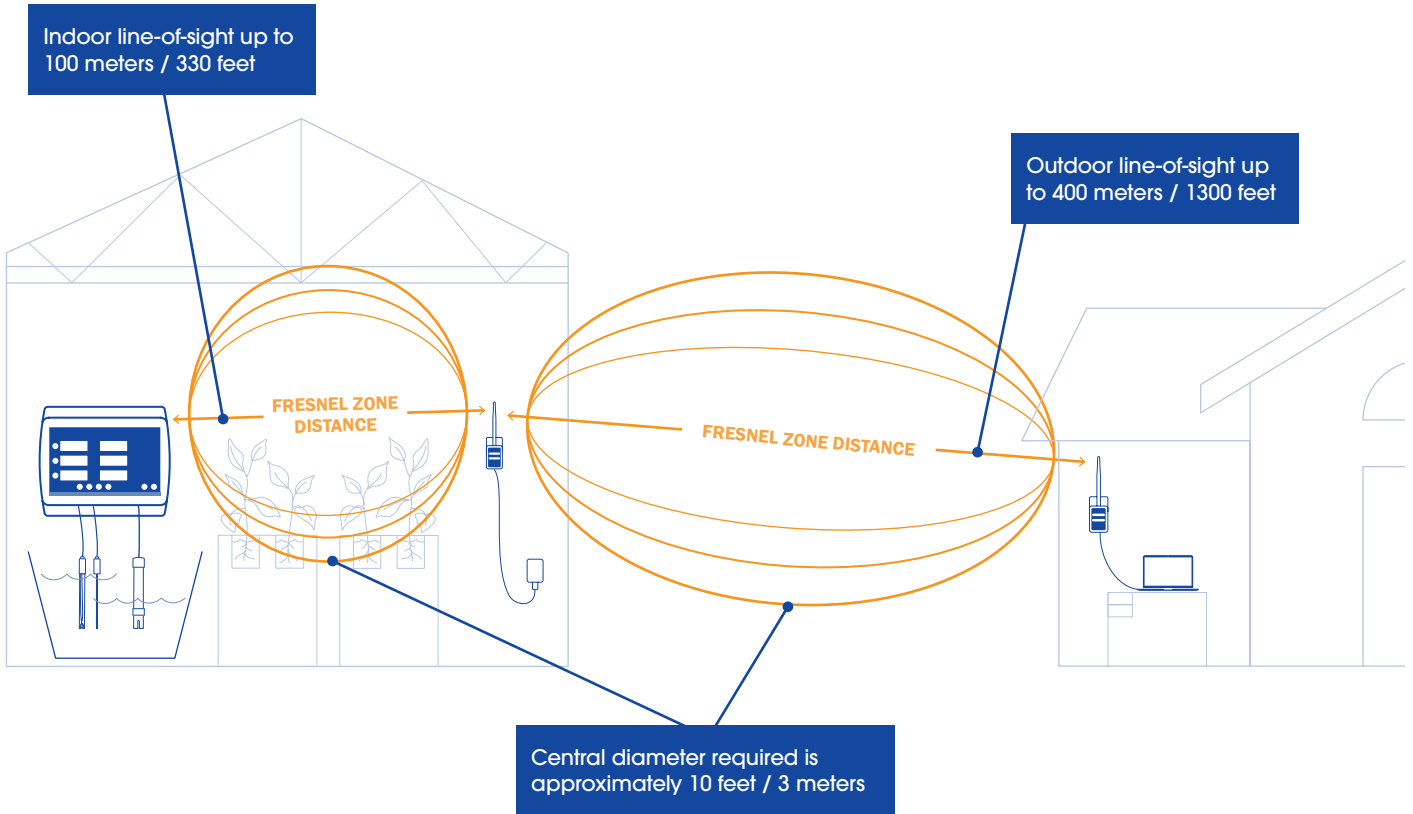 Indoor line-of-sight up to
100 meters / 330 feet
Outdoor line-of-sight up
to 400 meters / 1300 feet
FRESNEL ZONE
DISTANCE
FRESNEL ZONE DISTANCE
Central diameter required is
approximately 10 feet / 3 meters